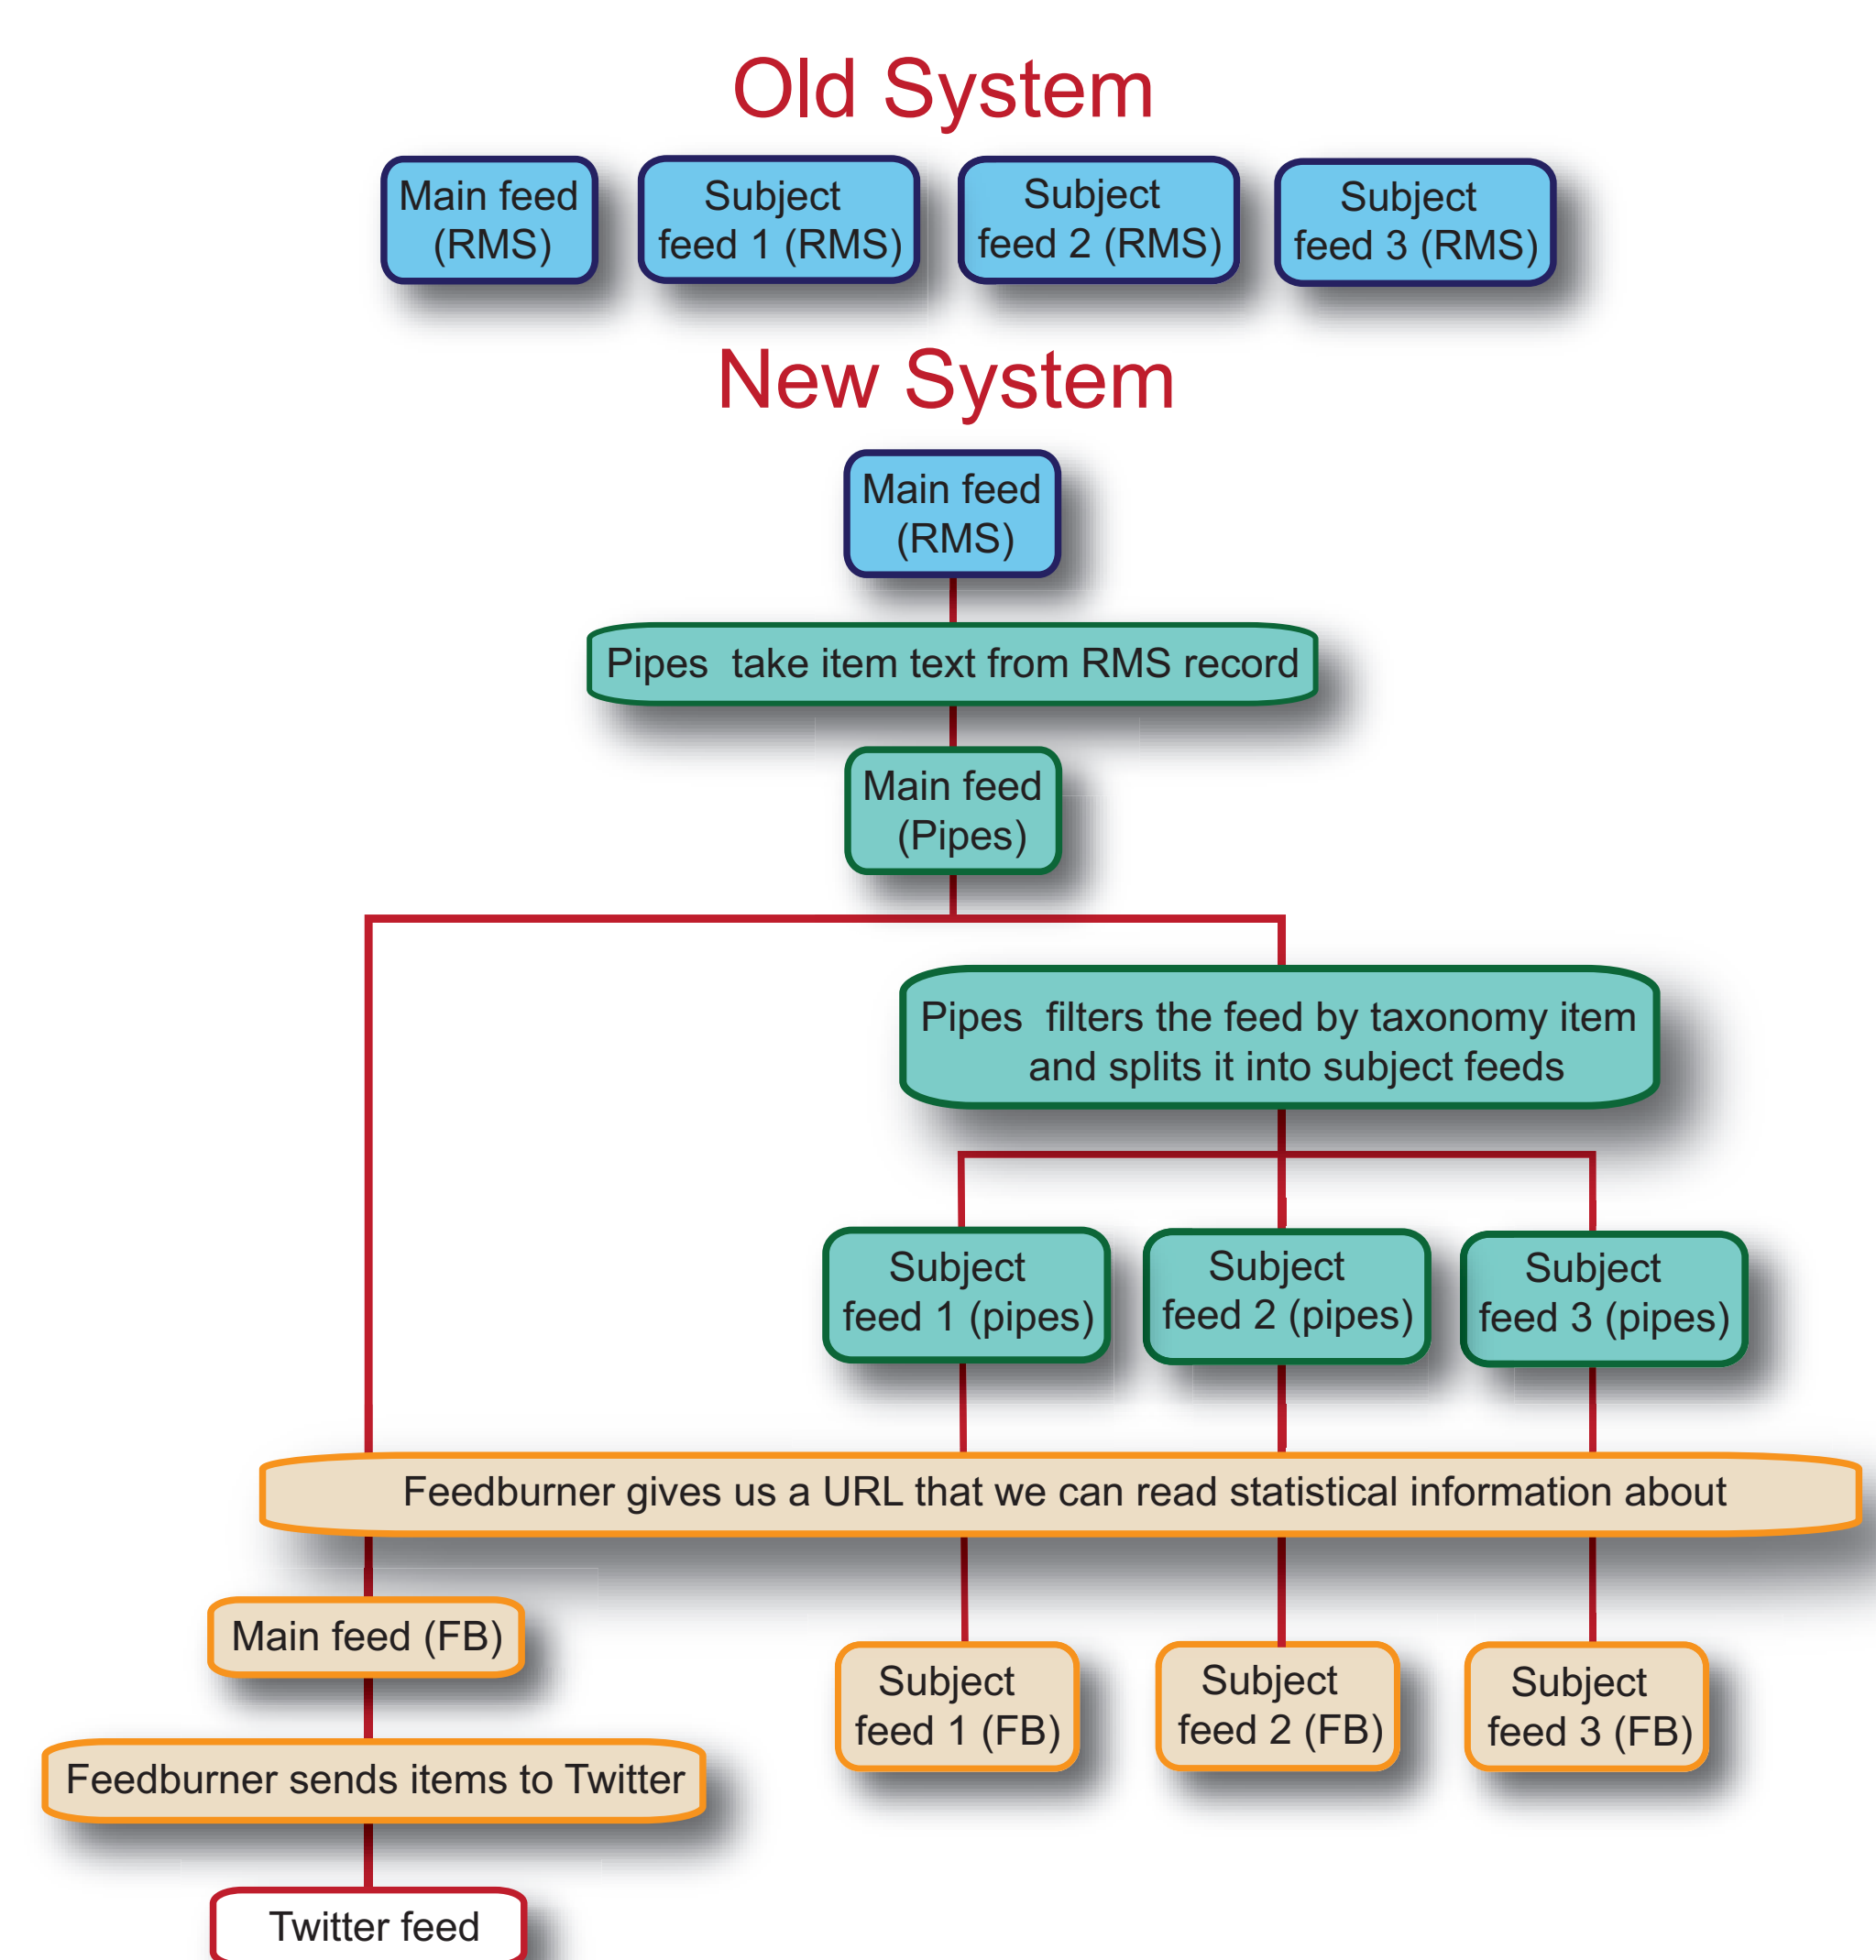 Old System
Main feed
(RMS)
Subject
feed 1 (RMS)
Subject
feed 2 (RMS)
Subject
feed 3 (RMS)
New System
Main feed
(RMS)
Pipes  take item text from RMS record
Main feed
(Pipes)
Pipes  filters the feed by taxonomy item
and splits it into subject feeds
Subject
feed 1 (pipes)
Subject
feed 2 (pipes)
Subject
feed 3 (pipes)
Feedburner gives us a URL that we can read statistical information about
Main feed (FB)
Subject
feed 1 (FB)
Subject
feed 2 (FB)
Subject
feed 3 (FB)
Feedburner sends items to Twitter
Twitter feed